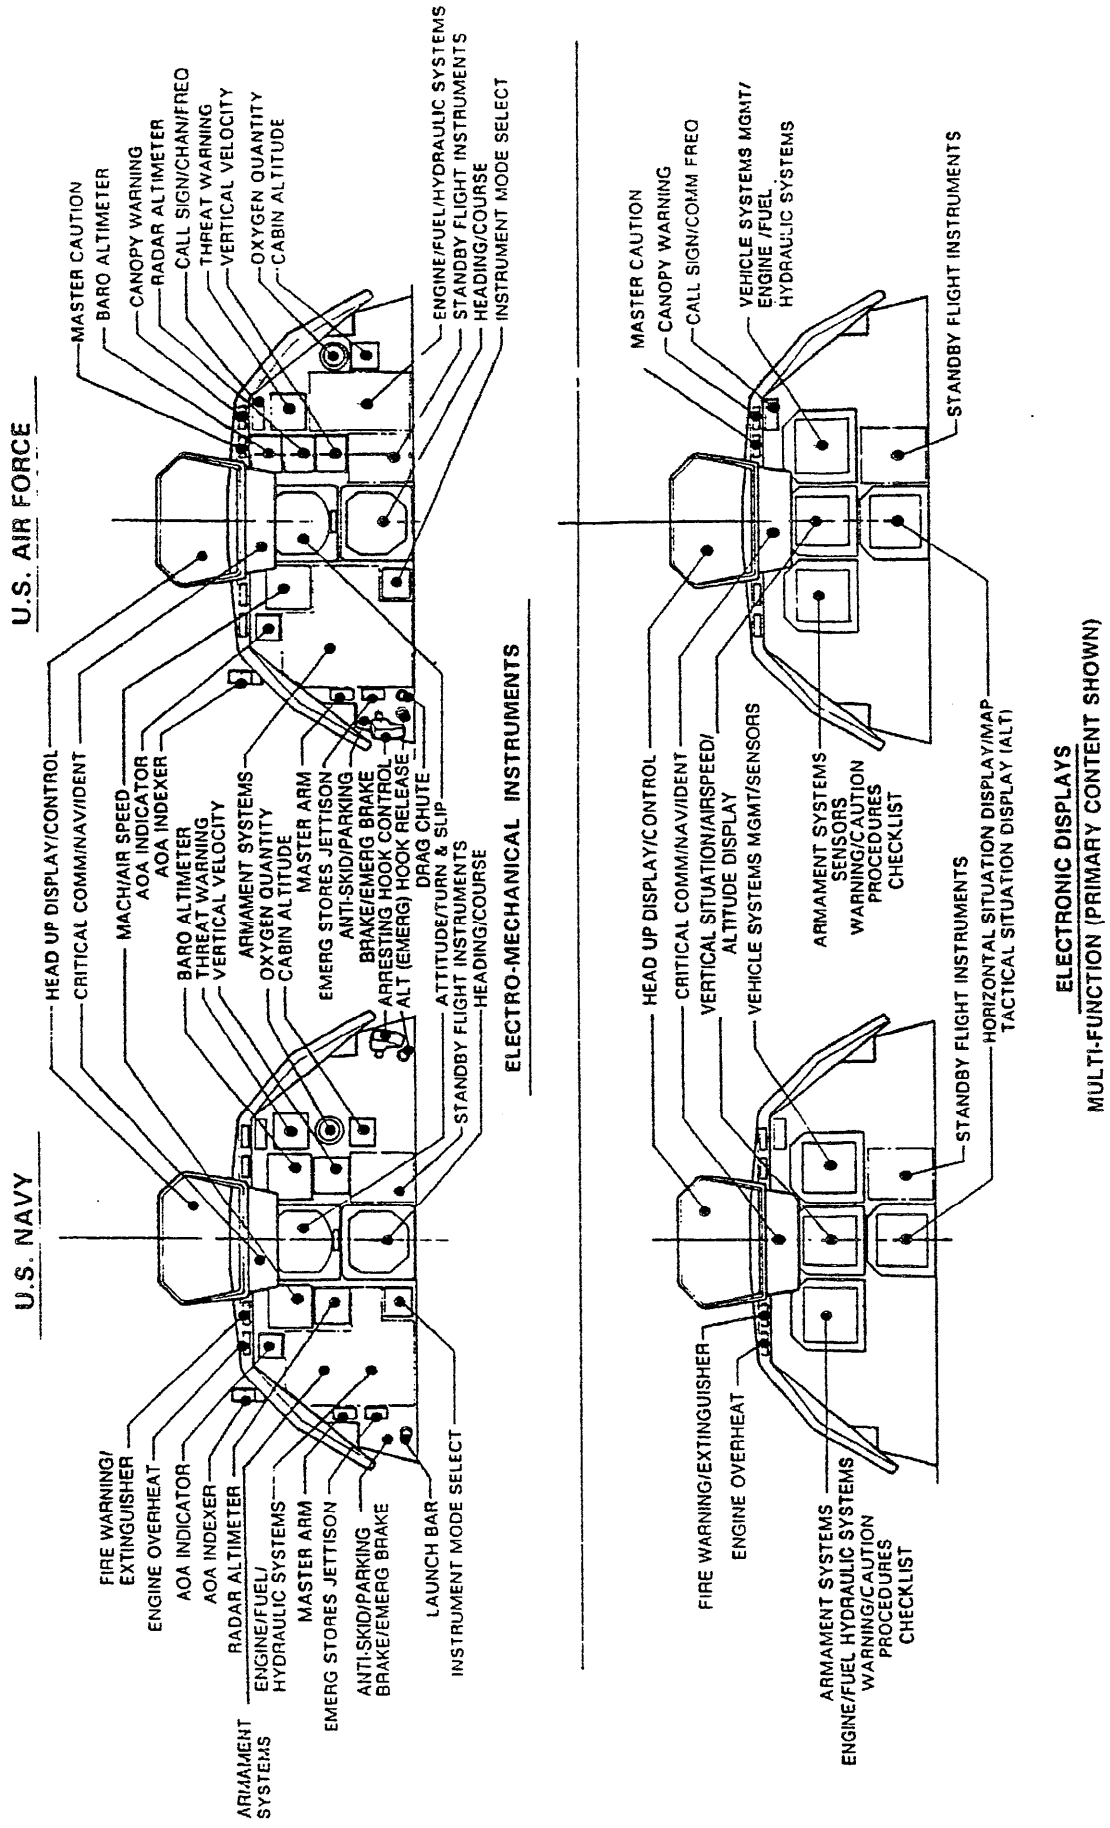 U.S. NAVY
U.S. AIR FORCE
FIRE WARNING/
EXTINGUISHER
ENGINE OVERHEAT
AOA INDICATOR
AOA INDEXER
RADAR ALTIMETER
ARMAMENT
SYSTEMS
ENGINE/FUEL/
HYDRAULIC SYSTEMS
MASTER ARM
EMERG STORES JETTISON
ANTI-SKID/PARKING
BRAKE/EMERG BRAKE
LAUNCH BAR
INSTRUMENT MODE SELECT
HEAD UP DISPLAY/CONTROL
CRITICAL COMM/NAV/IDENT
MACH/AIR SPEED
AOA INDICATOR
AOA INDEXER
BARO ALTIMETER
THREAT WARNING
VERTICAL VELOCITY
ARMAMENT SYSTEMS
OXYGEN QUANTITY
CABIN ALTITUDE
MASTER ARM
EMERG STORES JETTISON
ANTI-SKID/PARKING
BRAKE/EMERG BRAKE
ARRESTING HOOK CONTROL
ALT (EMERG) HOOK RELEASE
DRAG CHUTE
ATTITUDE/TURN & SLIP
STANDBY FLIGHT INSTRUMENTS
HEADING/COURSE
MASTER CAUTION
BARO ALTIMETER
CANOPY WARNING
RADAR ALTIMETER
CALL SIGN/CHAN/FREQ
THREAT WARNING
VERTICAL VELOCITY
OXYGEN QUANTITY
CABIN ALTITUDE
ENGINE/FUEL/HYDRAULIC SYSTEMS
STANDBY FLIGHT INSTRUMENTS
HEADING/COURSE
INSTRUMENT MODE SELECT
ELECTRO-MECHANICAL INSTRUMENTS
FIRE WARNING/EXTINGUISHER
ENGINE OVERHEAT
ARMAMENT SYSTEMS
ENGINE/FUEL HYDRAULIC SYSTEMS
WARNING/CAUTION
PROCEDURES
CHECKLIST
HEAD UP DISPLAY/CONTROL
CRITICAL COMM/NAV/IDENT
VERTICAL SITUATION/AIRSPEED/
ALTITUDE DISPLAY
VEHICLE SYSTEMS MGMT/SENSORS
ARMAMENT SYSTEMS
SENSORS
WARNING/CAUTION
PROCEDURES
CHECKLIST
STANDBY FLIGHT INSTRUMENTS
HORIZONTAL SITUATION DISPLAY/MAP
TACTICAL SITUATION DISPLAY (ALT)
MASTER CAUTION
CANOPY WARNING
CALL SIGN/COMM FREQ
VEHICLE SYSTEMS MGMT/
ENGINE /FUEL
HYDRAULIC SYSTEMS
STANDBY FLIGHT INSTRUMENTS
ELECTRONIC DISPLAYS
MULTI-FUNCTION (PRIMARY CONTENT SHOWN)